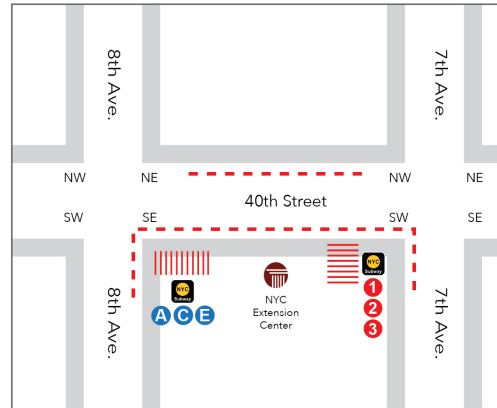 8th Ave.
7th Ave.
NW
NE
NW
NE
40th Street
SW
SE
SW
SE
NYC
Subway
NYC
Subway
1
2
3
A C E
NYC
Extension
Center
8th Ave.
7th Ave.